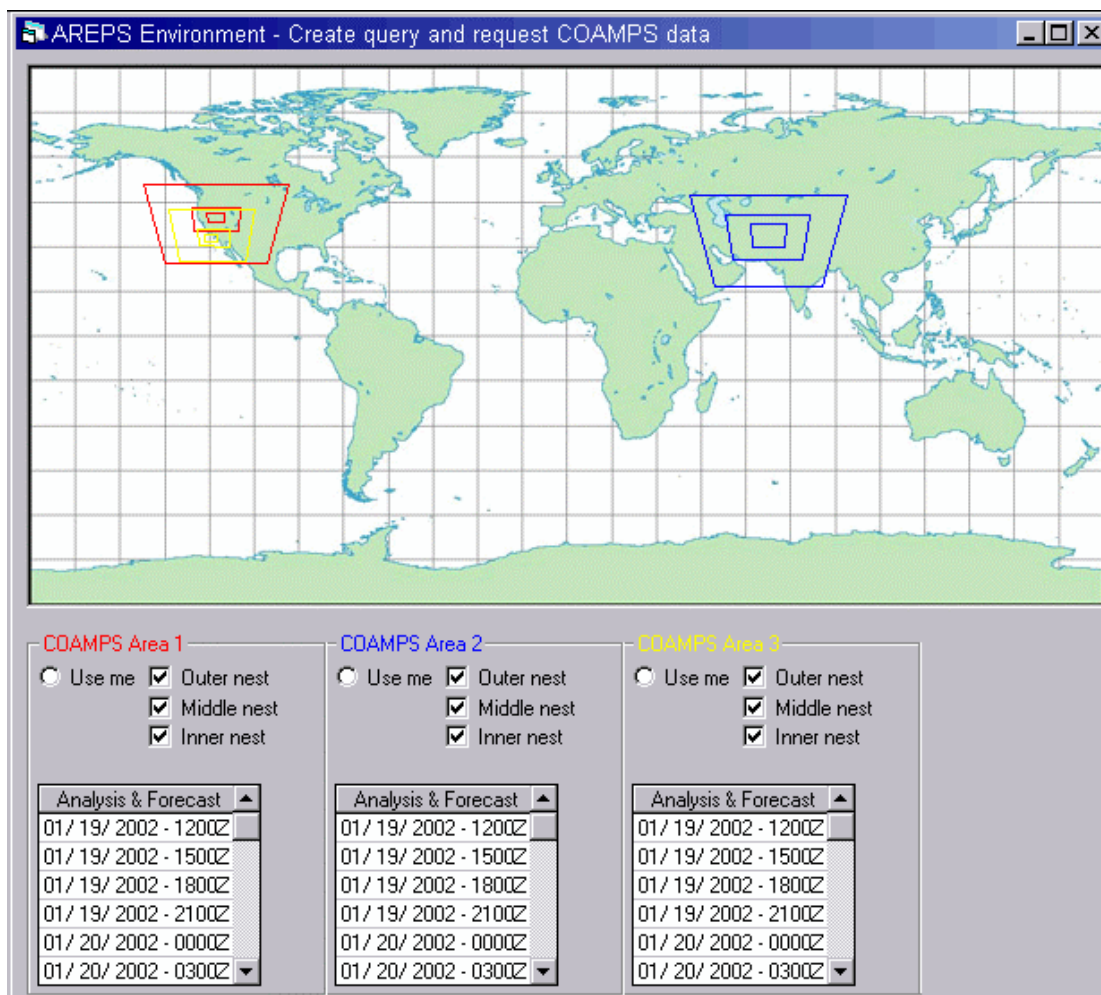 AREPS Environment - Create query and request COAMPS data
COAMPS Area 1
Use me
Outer nest
Middle nest
Inner nest
Analysis & Forecast
01/ 19/ 2002 - 1200Z
01/ 19/ 2002 - 1500Z
01/ 19/ 2002 - 1800Z
01/ 19/ 2002 - 2100Z
01/ 20/ 2002 - 0000Z
01/ 20/ 2002 - 0300Z
COAMPS Area 2
Use me
Outer nest
Middle nest
Inner nest
Analysis & Forecast
01/ 19/ 2002 - 1200Z
01/ 19/ 2002 - 1500Z
01/ 19/ 2002 - 1800Z
01/ 19/ 2002 - 2100Z
01/ 20/ 2002 - 0000Z
01/ 20/ 2002 - 0300Z
COAMPS Area 3
Use me
Outer nest
Middle nest
Inner nest
Analysis & Forecast
01/ 19/ 2002 - 1200Z
01/ 19/ 2002 - 1500Z
01/ 19/ 2002 - 1800Z
01/ 19/ 2002 - 2100Z
01/ 20/ 2002 - 0000Z
01/ 20/ 2002 - 0300Z